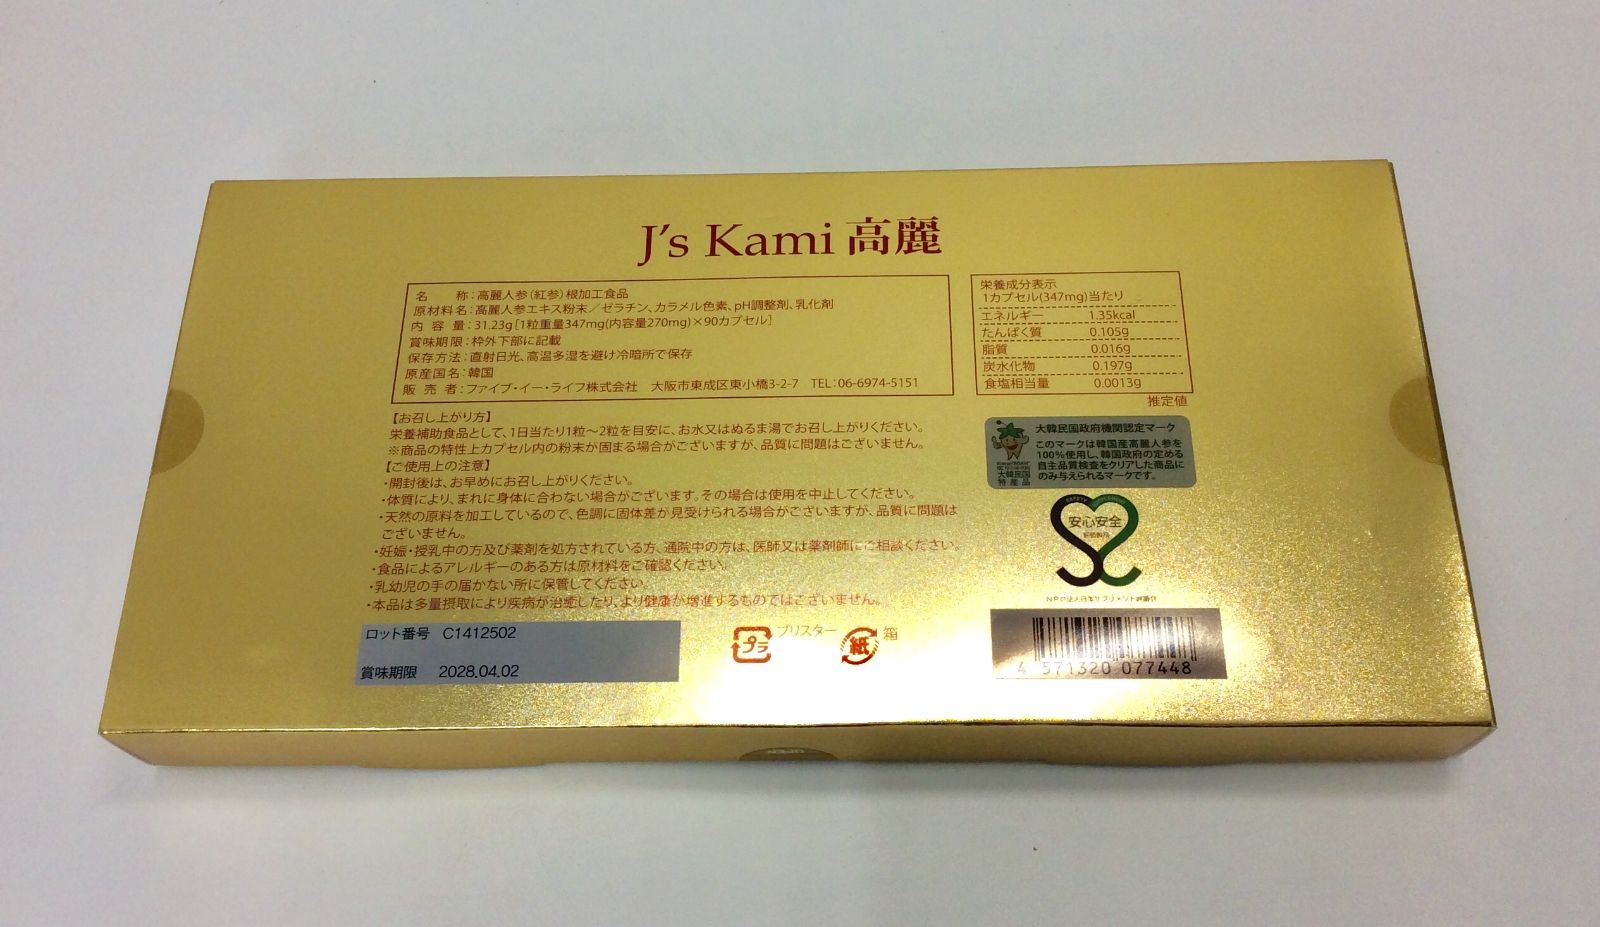 J's Kami 高麗
名　　称：高麗人参(紅参)根加工食品
原材料名：高麗人参エキス粉末／ゼラチン、カラメル色素、pH調整剤、乳化剤
内 容 量：31.23g［1粒重量347mg(内容量270mg)×90カプセル］
賞味期限：枠外下部に記載
保存方法：直射日光、高温多湿を避け冷暗所で保存
原産国名：韓国
販 売 者：ファイブ・イー・ライフ株式会社　大阪市東成区東小橋3-2-7　TEL：06-6974-5151
栄養成分表示
1カプセル(347mg)当たり
エネルギー 1.35kcal
たんぱく質 0.105g
脂質 0.016g
炭水化物 0.197g
食塩相当量 0.0013g
推定値
【お召し上がり方】
栄養補助食品として、1日当たり1粒～2粒を目安に、お水又はぬるま湯でお召し上がりください。
※商品の特性上カプセル内の粉末が固まる場合がございますが、品質に問題はございません。
【ご使用上の注意】
・開封後は、お早めにお召し上がりください。
・体質により、まれに身体に合わない場合がございます。その場合は使用を中止してください。
・天然の原料を加工しているので、色調に固体差が見受けられる場合がございますが、品質に問題は
ございません。
・妊娠・授乳中の方及び薬剤を処方されている方、通院中の方は、医師又は薬剤師にご相談ください。
・食品によるアレルギーのある方は原材料をご確認ください。
・乳幼児の手の届かない所に保管してください。
・本品は多量摂取により疾病が治癒したり、より健康が増進するものではございません。
大韓民国政府機関認定マーク
このマークは韓国産高麗人参を
100%使用し、韓国政府の定める
自主品質検査をクリアした商品に
のみ与えられるマークです。
大韓民国
特産品
SAFETY
安心安全
NPO法人日本サプリメント評議会
ロット番号 C1412502
賞味期限 2028.04.02
プラ
ブリスター
紙
箱
4 571320 077448
OPEN